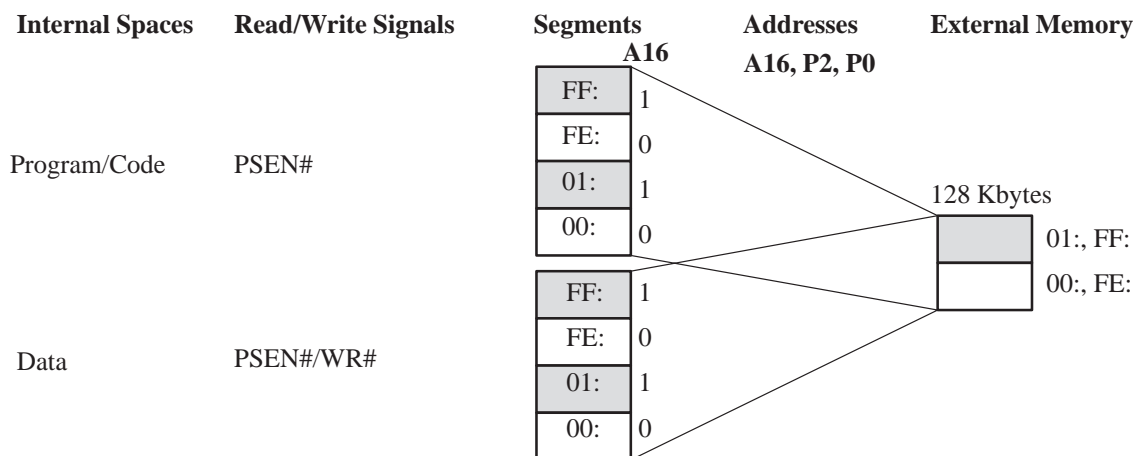 Internal Spaces Read/Write Signals Segments Addresses External Memory
A16 A16, P2, P0
FF: 1
FE: 0
Program/Code PSEN# 01: 1
128 Kbytes
00: 0
01:, FF:
00:, FE:
FF: 1
FE: 0
Data PSEN#/WR#
01: 1
00: 0